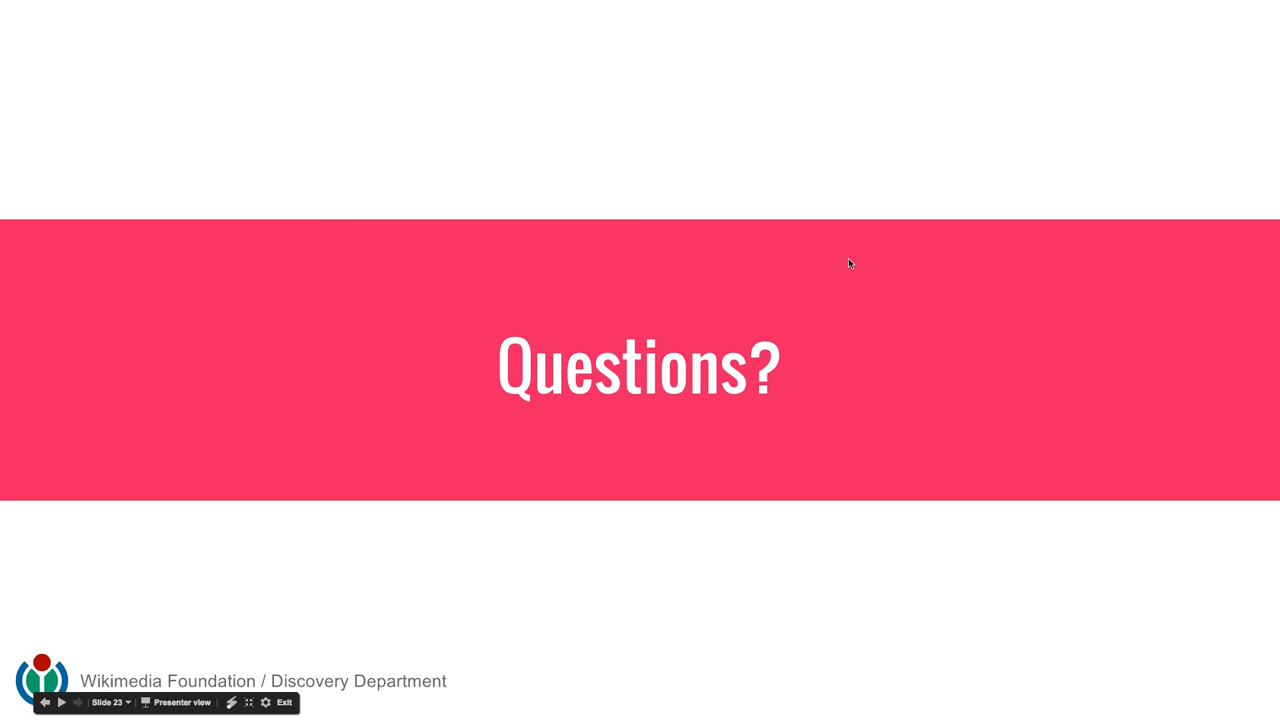 Questions?
Wikimedia Foundation / Discovery Department
Slide 23 Presenter view Exit